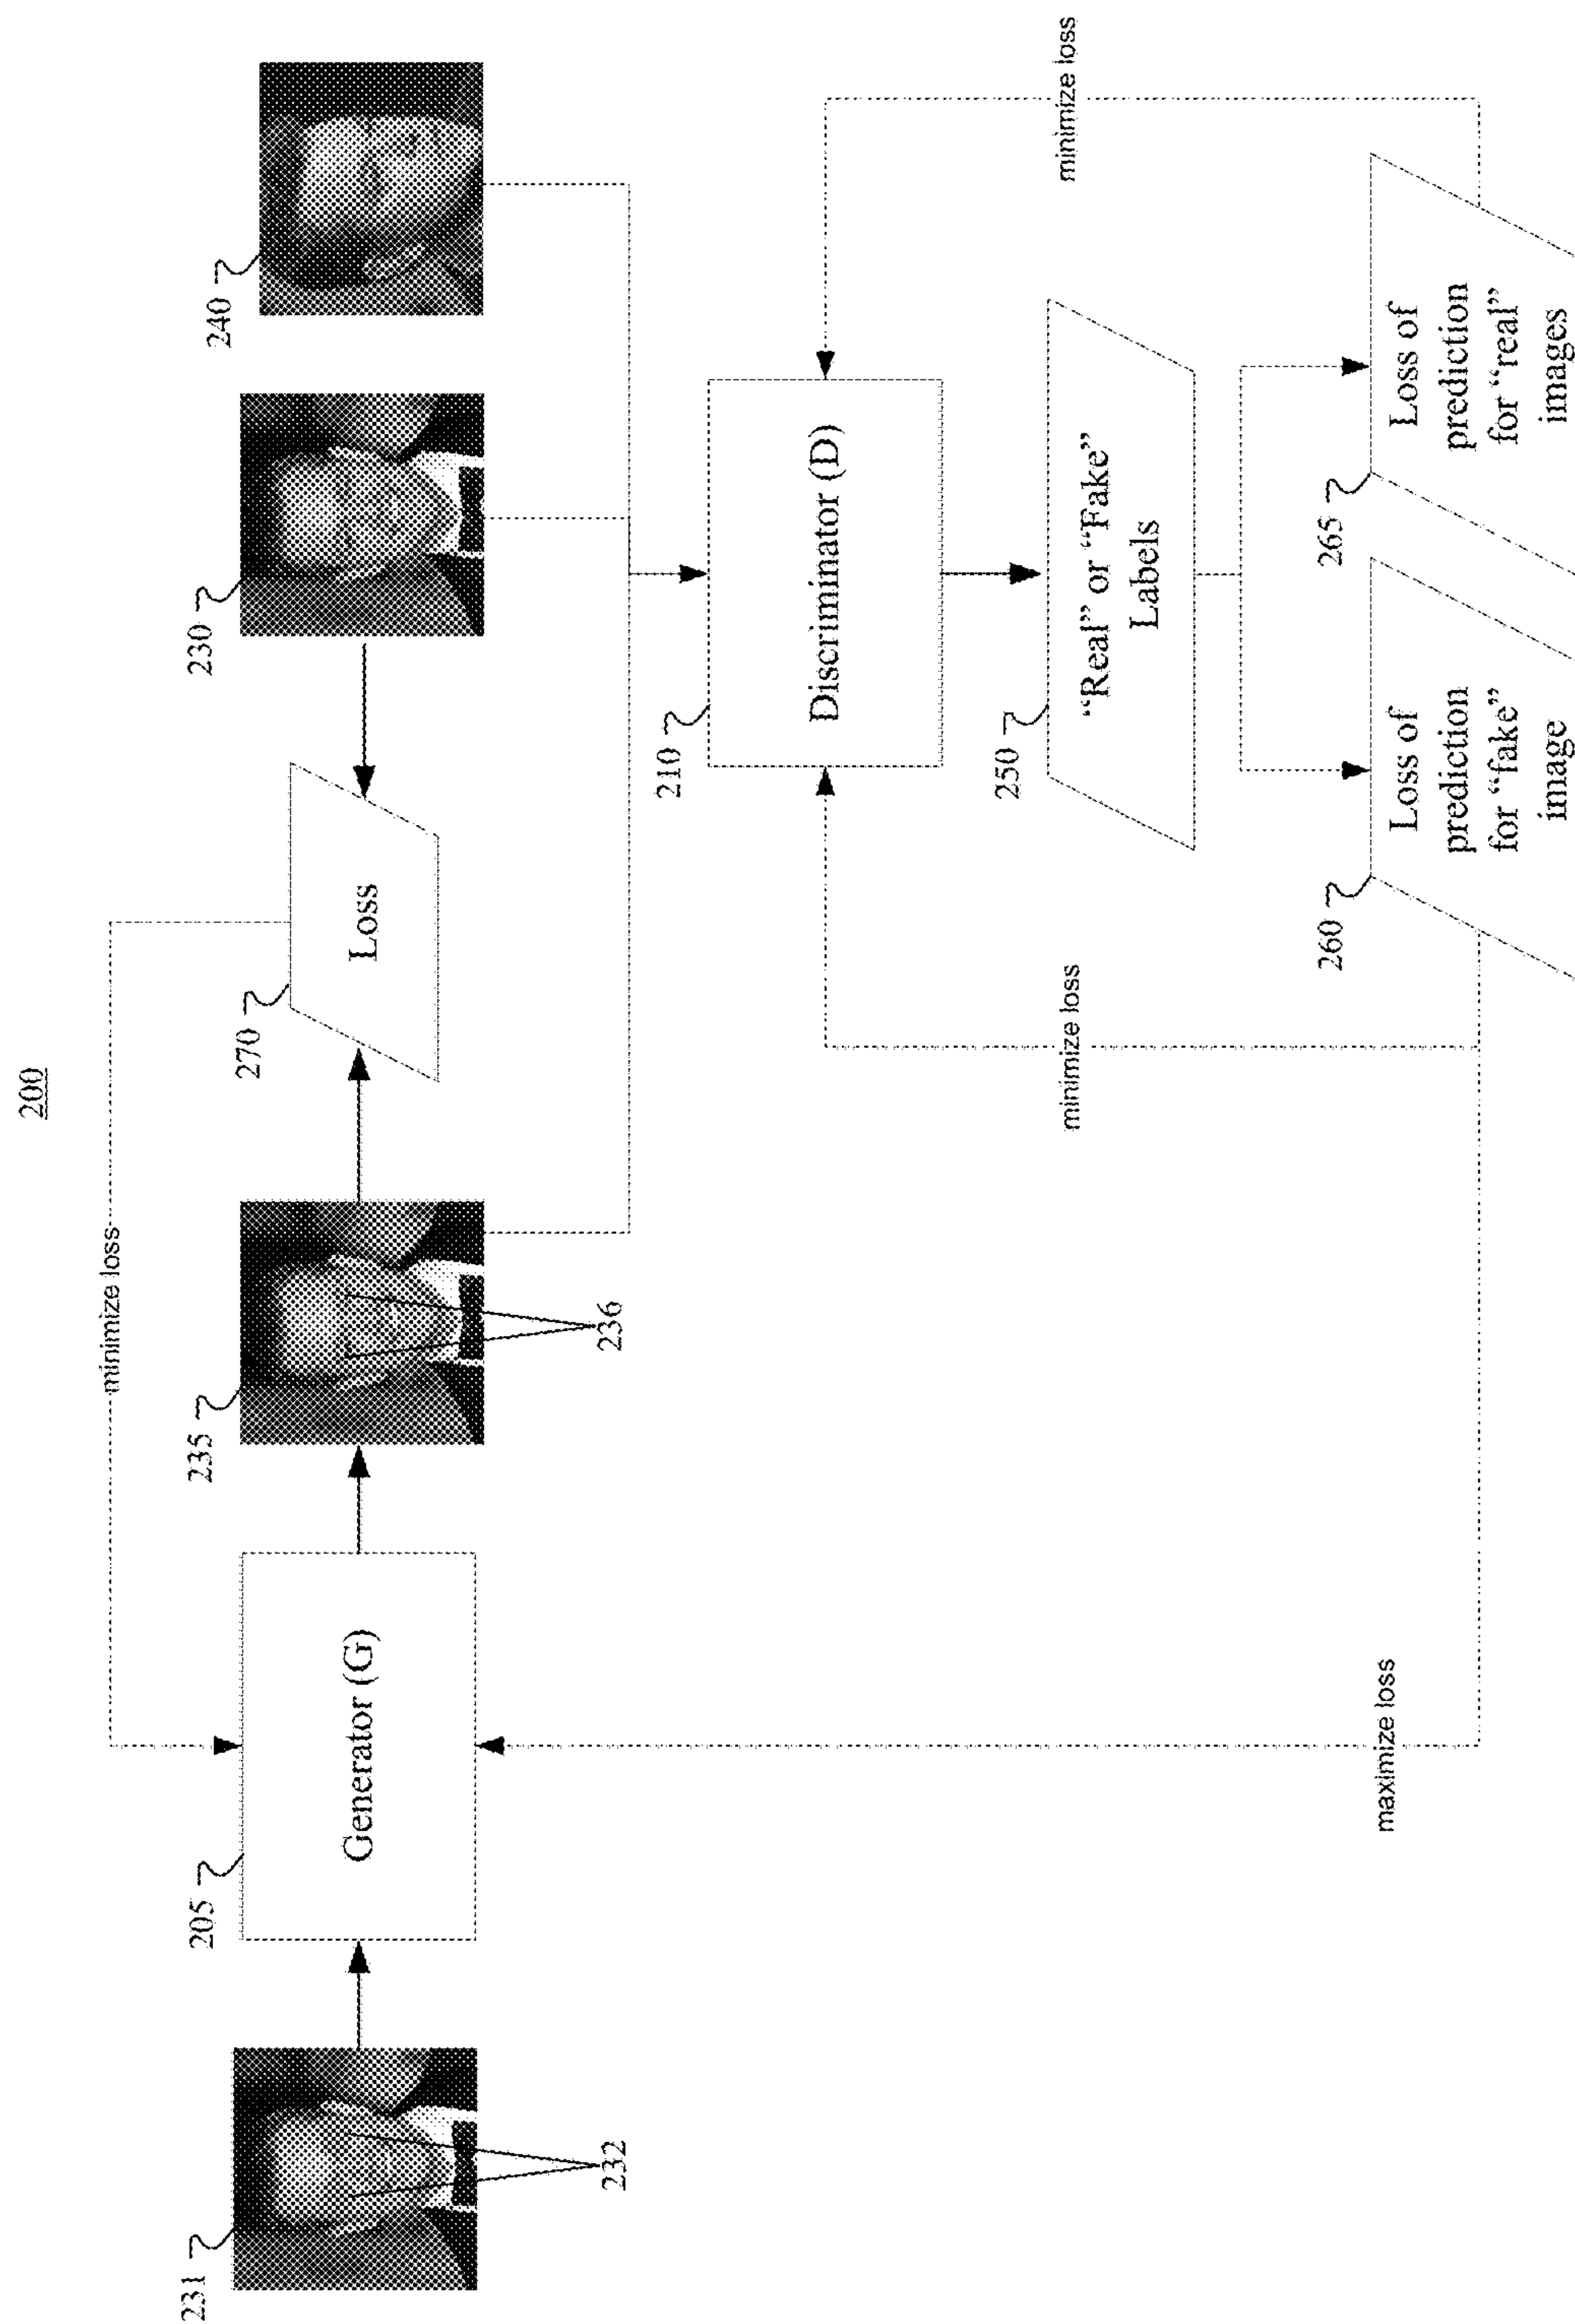 200
231
232
205
Generator (G)
235
236
minimize loss
270
Loss
230
240
210
Discriminator (D)
250
“Real” or “Fake”
Labels
minimize loss
minimize loss
maximize loss
260
Loss of
prediction
for “fake”
image
265
Loss of
prediction
for “real”
images